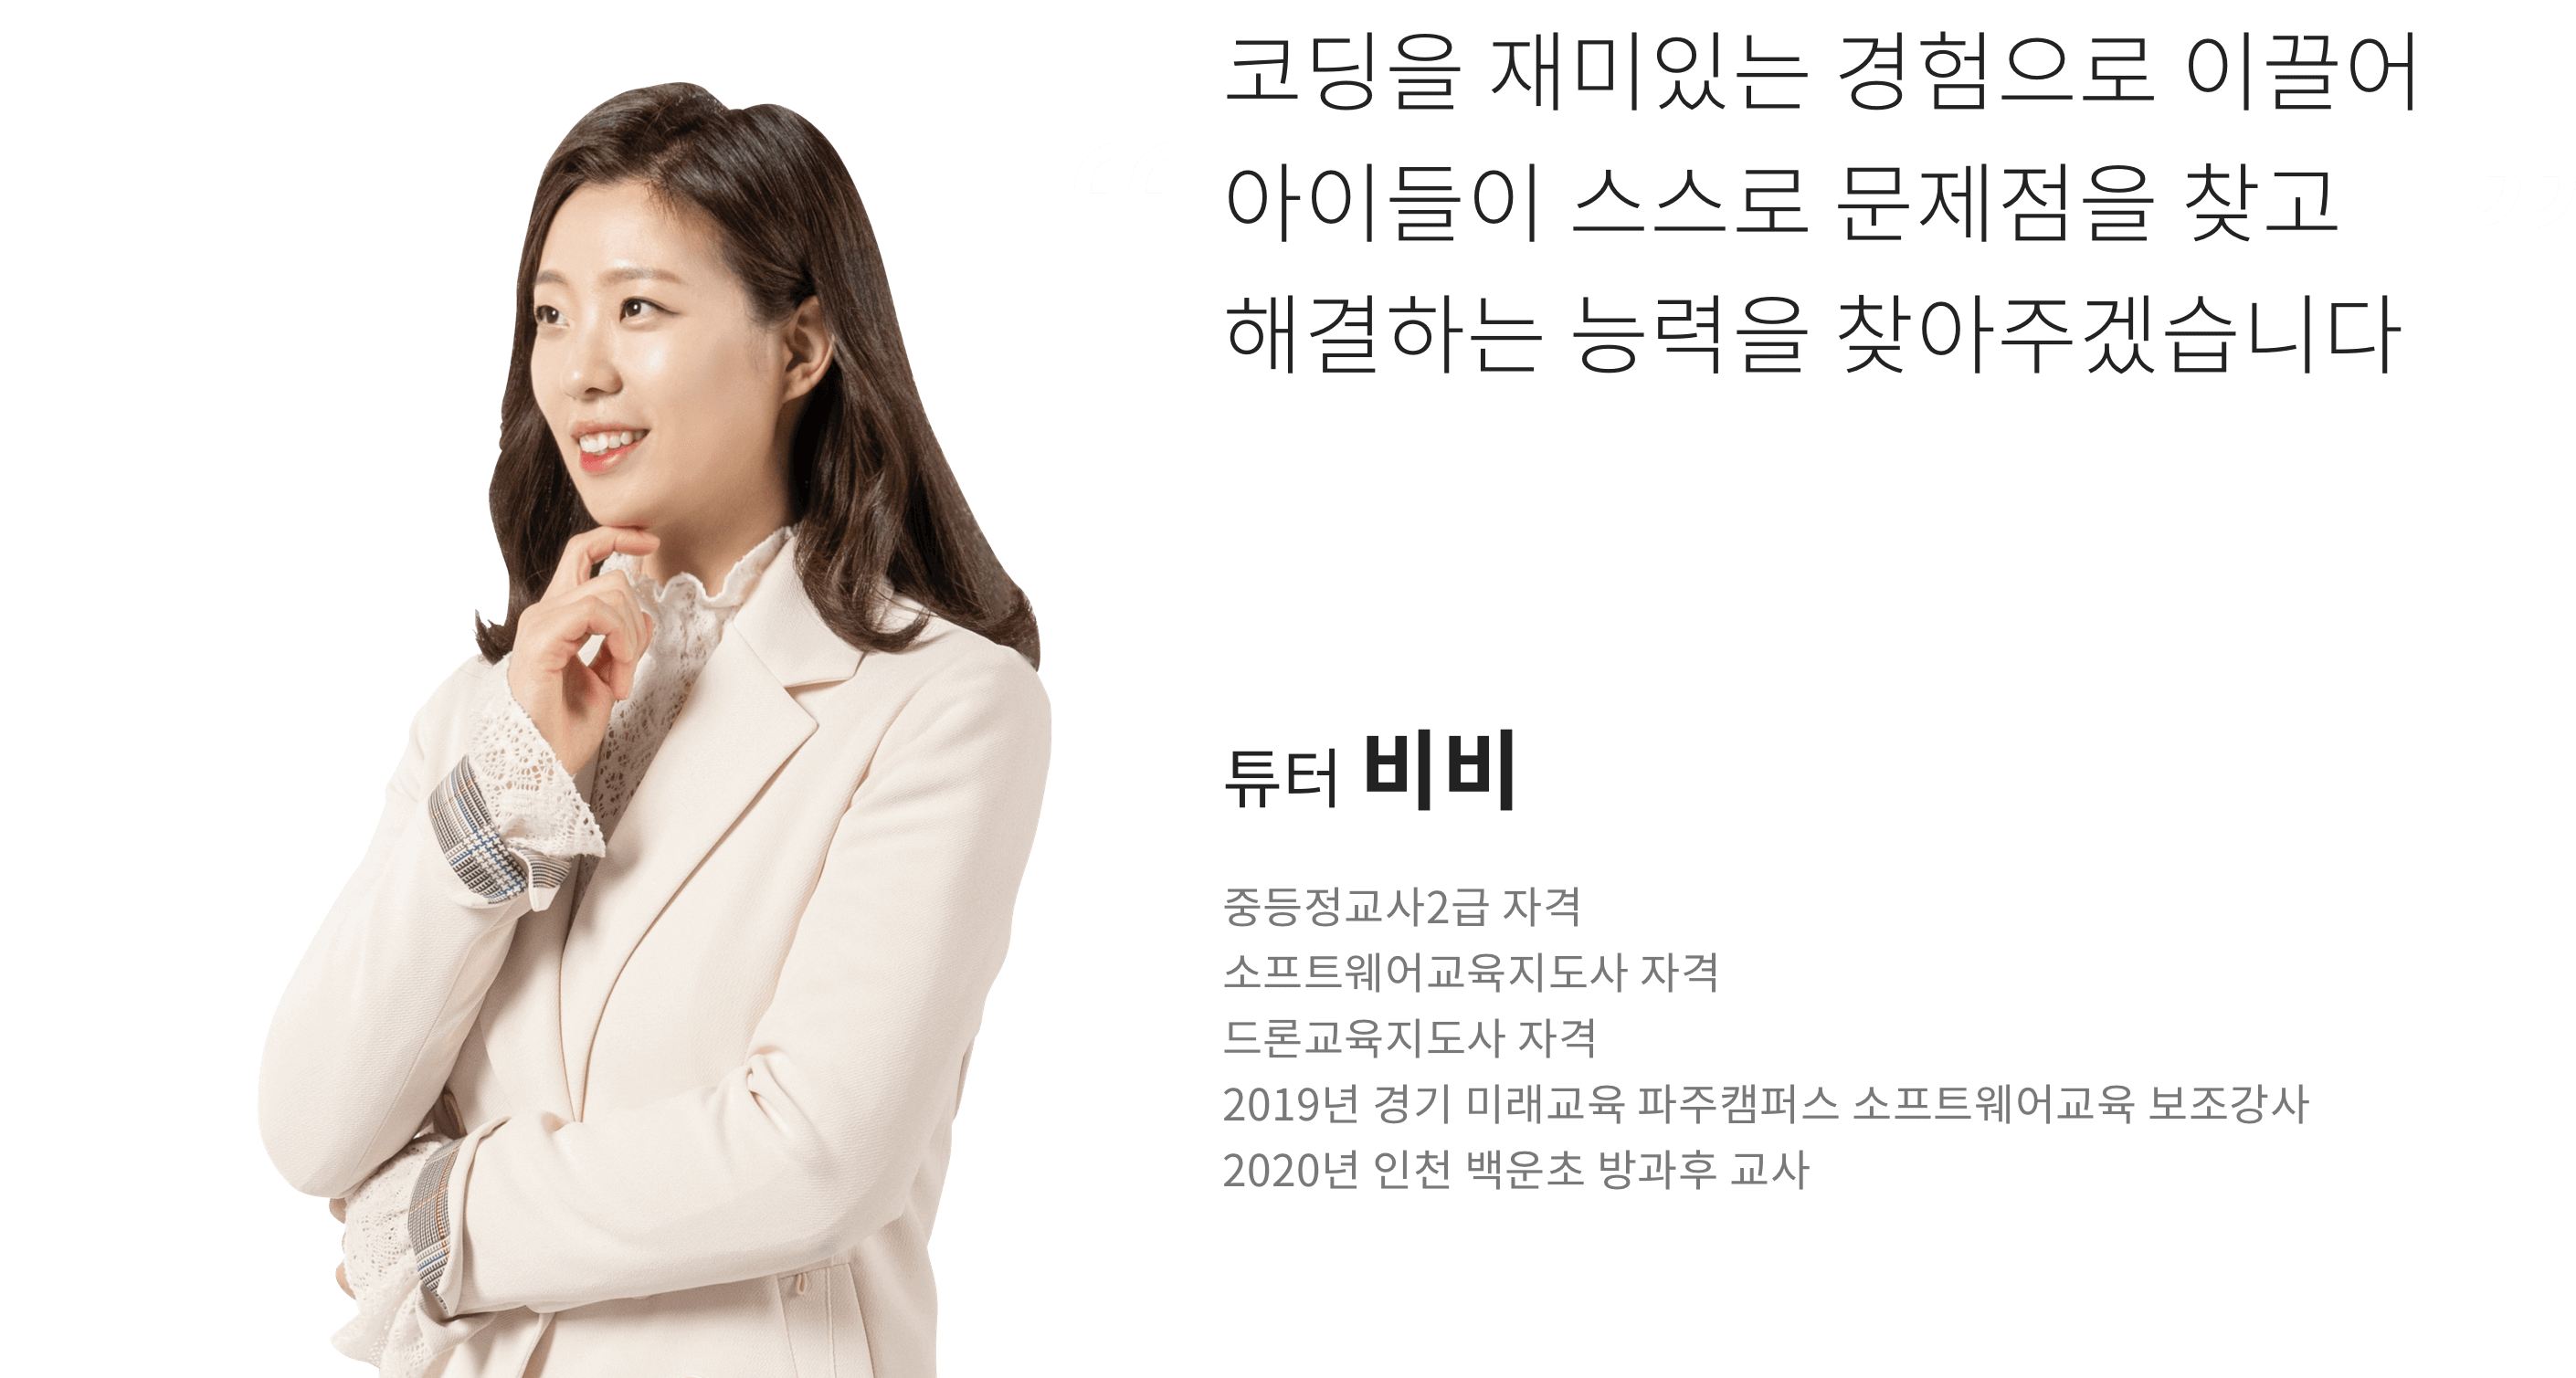 코딩을 재미있는 경험으로 이끌어
아이들이 스스로 문제점을 찾고
해결하는 능력을 찾아주겠습니다
튜터 비비
중등정교사2급 자격
소프트웨어교육지도사 자격
드론교육지도사 자격
2019년 경기 미래교육 파주캠퍼스 소프트웨어교육 보조강사
2020년 인천 백운초 방과후 교사